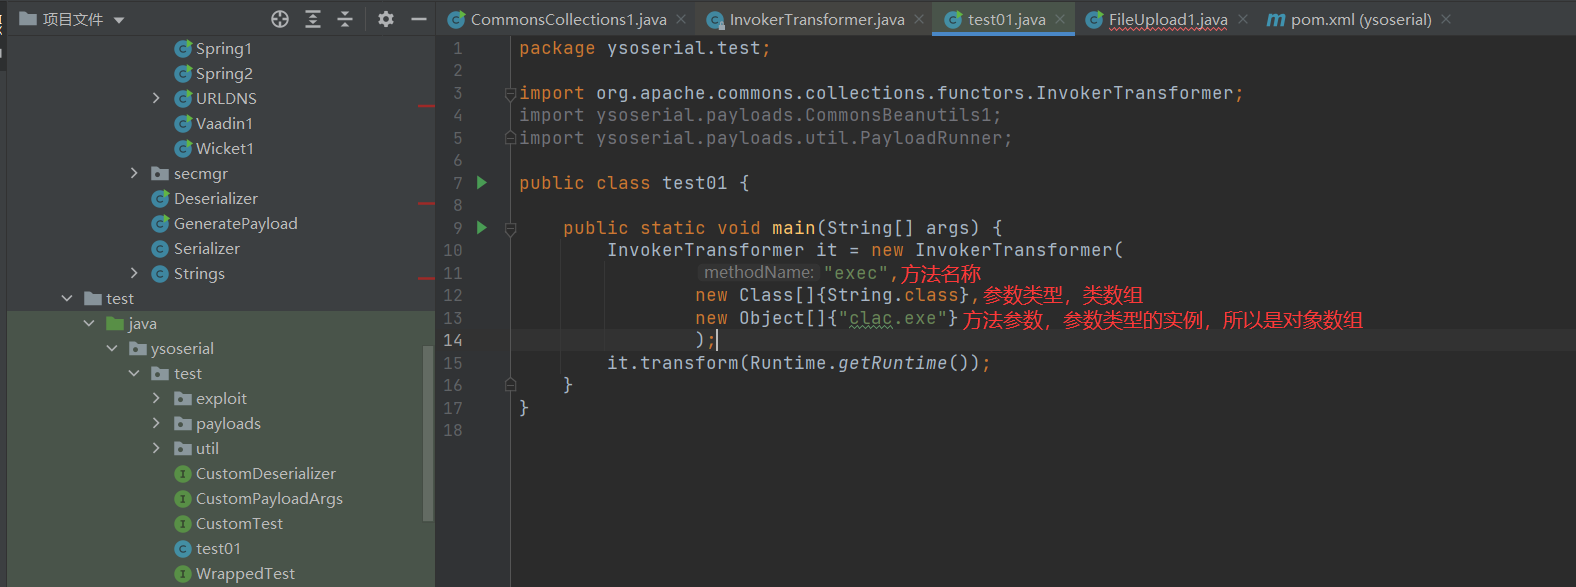 项目文件
CommonsCollections1.java
InvokerTransformer.java
test01.java
FileUpload1.java
pom.xml (ysoserial)
Spring1
Spring2
URLDNS
Vaadin1
Wicket1
secmgr
Deserializer
GeneratePayload
Serializer
Strings
test
java
ysoserial
test
exploit
payloads
util
CustomDeserializer
CustomPayloadArgs
CustomTest
test01
WrappedTest
1 package ysoserial.test;
2
3 import org.apache.commons.collections.functors.InvokerTransformer;
4 import ysoserial.payloads.CommonsBeanutils1;
5 import ysoserial.payloads.util.PayloadRunner;
6
7 public class test01 {
8
9 public static void main(String[] args) {
10 InvokerTransformer it = new InvokerTransformer(
11 methodName: "exec",方法名称
12 new Class[]{String.class},参数类型，类数组
13 new Object[]{"clac.exe"} 方法参数，参数类型的实例，所以是对象数组
14 );
15 it.transform(Runtime.getRuntime());
16 }
17 }
18